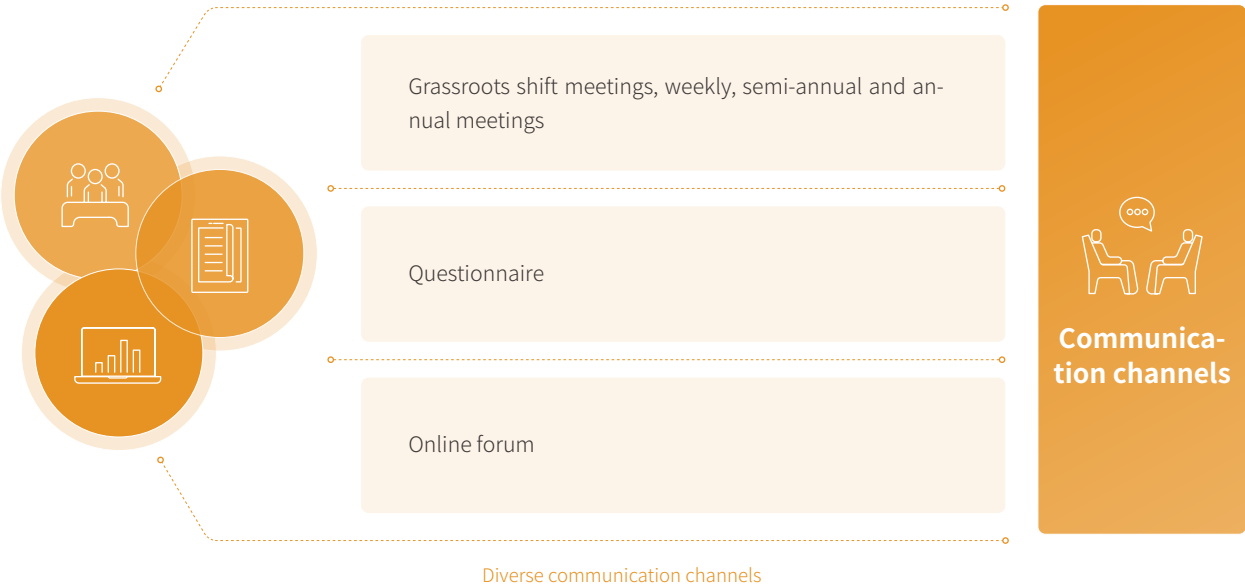 Grassroots shift meetings, weekly, semi-annual and an-
nual meetings
Questionnaire
Online forum
Communica-
tion channels
Diverse communication channels